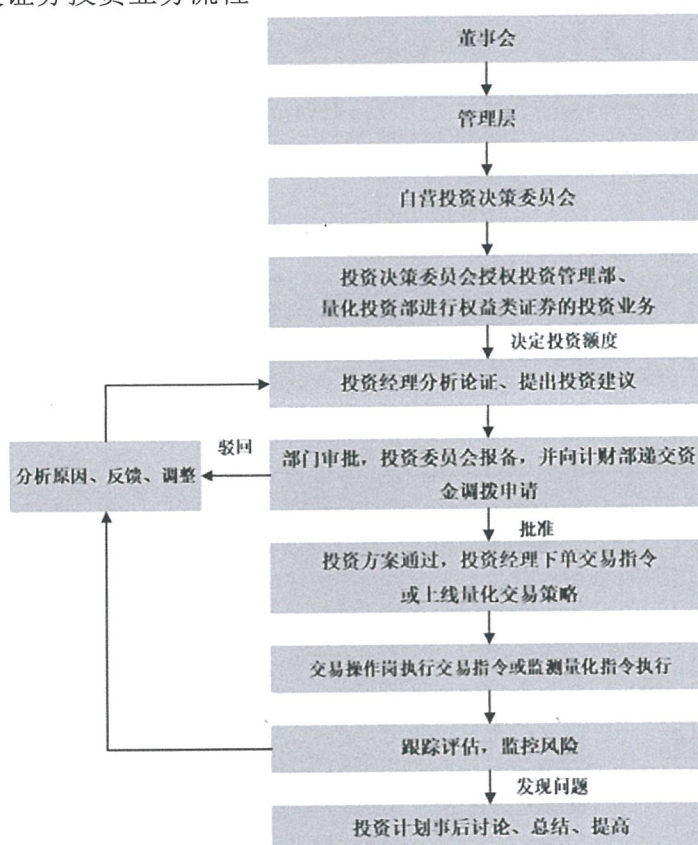 董事会
管理层
自营投资决策委员会
投资决策委员会授权投资管理部、
量化投资部进行权益类证券的投资业务
决定投资额度
投资经理分析论证、提出投资建议
驳回
分析原因、反馈、调整
部门审批，投资委员会报备，并向计财部递交资
金调拨申请
批准
投资方案通过，投资经理下单交易指令
或上线量化交易策略
交易操作岗执行交易指令或监测量化指令执行
跟踪评估，监控风险
发现问题
投资计划事后讨论、总结、提高